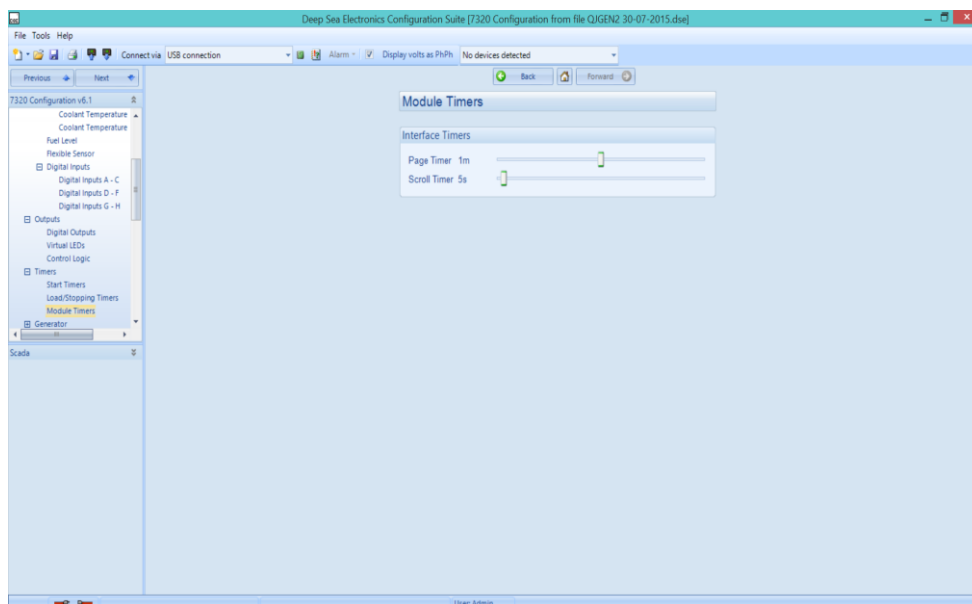 Deep Sea Electronics Configuration Suite [7320 Configuration from file QJGEN2 30-07-2015.dse]
File Tools Help
Connect via USB connection Alarm Display volts as PhPh No devices detected
Previous Next
Back Forward
7320 Configuration v6.1
Coolant Temperature
Coolant Temperature
Fuel Level
Flexible Sensor
Digital Inputs
Digital Inputs A - C
Digital Inputs D - F
Digital Inputs G - H
Outputs
Digital Outputs
Virtual LEDs
Control Logic
Timers
Start Timers
Load/Stopping Timers
Module Timers
Generator
Scada
Module Timers
Interface Timers
Page Timer 1m
Scroll Timer 5s
User: Admin